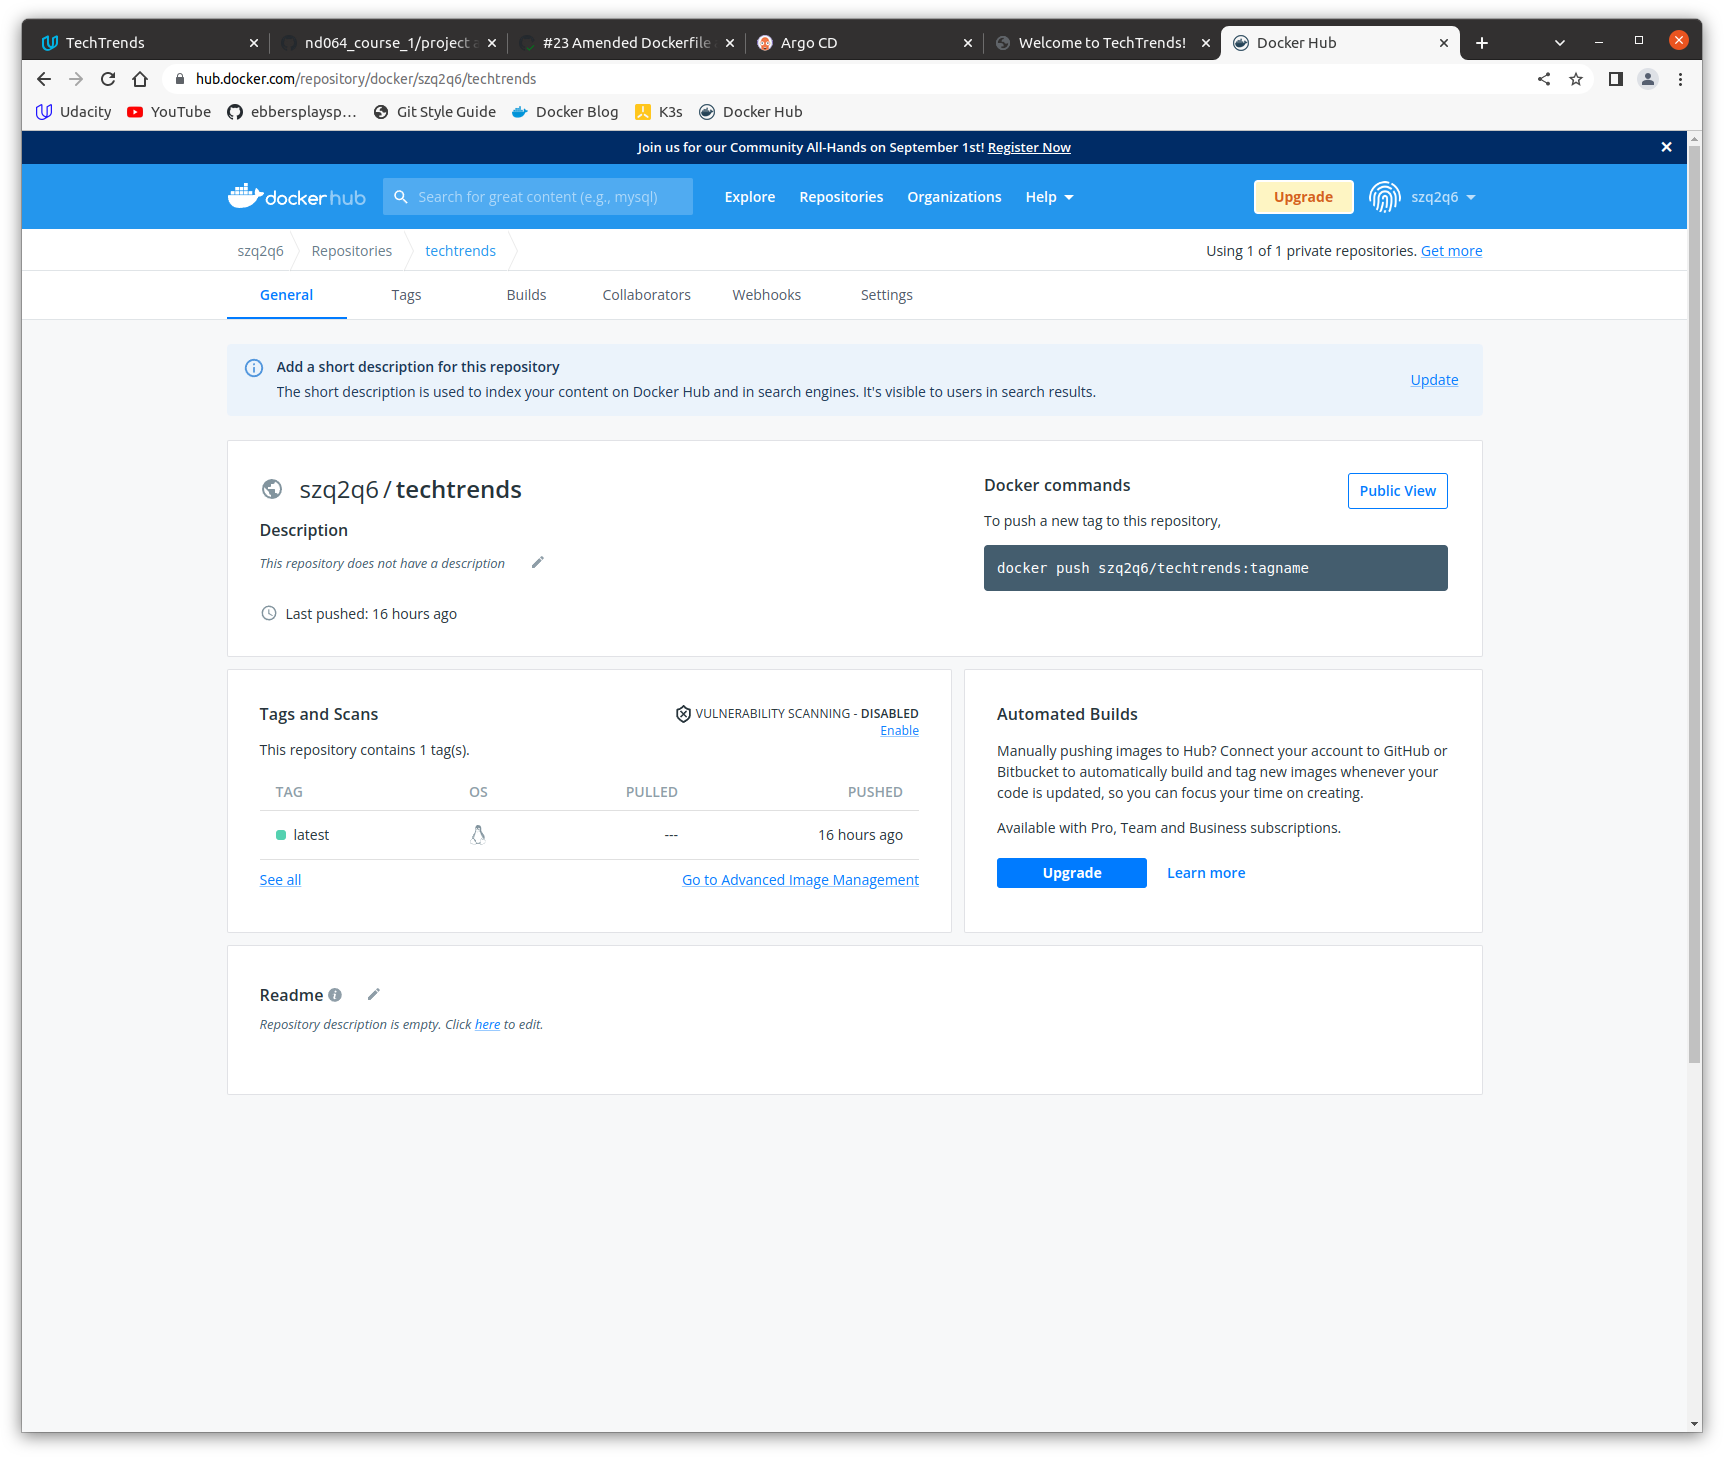 TechTrends
nd064_course_1/project a
#23 Amended Dockerfile
Argo CD
Welcome to TechTrends!
Docker Hub
hub.docker.com/repository/docker/szq2q6/techtrends
Udacity YouTube ebbersplaysp... Git Style Guide Docker Blog K3s Docker Hub
Join us for our Community All-Hands on September 1st! Register Now
docker hub Search for great content (e.g., mysql) Explore Repositories Organizations Help Upgrade szq2q6
szq2q6 Repositories techtrends Using 1 of 1 private repositories. Get more
General Tags Builds Collaborators Webhooks Settings
Add a short description for this repository
The short description is used to index your content on Docker Hub and in search engines. It's visible to users in search results.
Update
szq2q6 / techtrends
Description
This repository does not have a description
Last pushed: 16 hours ago
Docker commands
Public View
To push a new tag to this repository,
docker push szq2q6/techtrends:tagname
Tags and Scans
VULNERABILITY SCANNING - DISABLED
Enable
This repository contains 1 tag(s).
TAG OS PULLED PUSHED
latest --- 16 hours ago
See all Go to Advanced Image Management
Automated Builds
Manually pushing images to Hub? Connect your account to GitHub or
Bitbucket to automatically build and tag new images whenever your
code is updated, so you can focus your time on creating.
Available with Pro, Team and Business subscriptions.
Upgrade Learn more
Readme
Repository description is empty. Click here to edit.